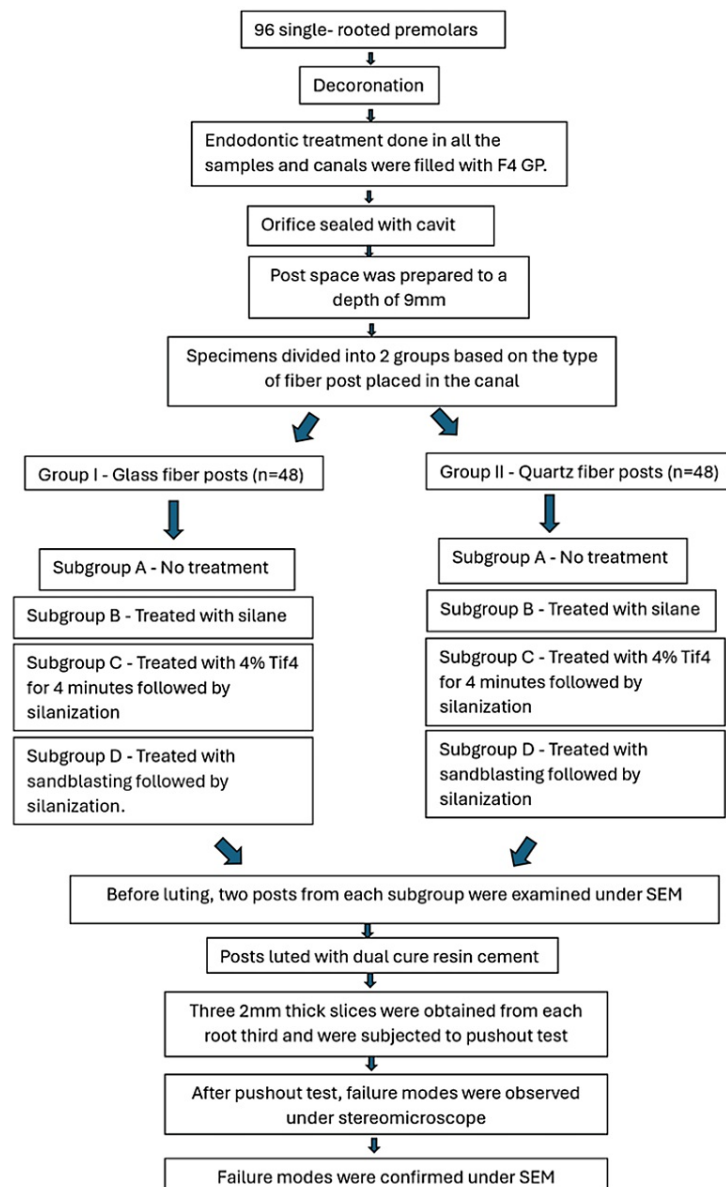 96 single- rooted premolars
Decoronation
Endodontic treatment done in all the
samples and canals were filled with F4 GP.
Orifice sealed with cavit
Post space was prepared to a
depth of 9mm
Specimens divided into 2 groups based on the type
of fiber post placed in the canal
Group I - Glass fiber posts (n=48)
Subgroup A - No treatment
Subgroup B - Treated with silane
Subgroup C - Treated with 4% Tif4
for 4 minutes followed by
silanization
Subgroup D - Treated with
sandblasting followed by
silanization.
Group II - Quartz fiber posts (n=48)
Subgroup A - No treatment
Subgroup B - Treated with silane
Subgroup C - Treated with 4% Tif4
for 4 minutes followed by
silanization
Subgroup D - Treated with
sandblasting followed by
silanization
Before luting, two posts from each subgroup were examined under SEM
Posts luted with dual cure resin cement
Three 2mm thick slices were obtained from each
root third and were subjected to pushout test
After pushout test, failure modes were observed
under stereomicroscope
Failure modes were confirmed under SEM